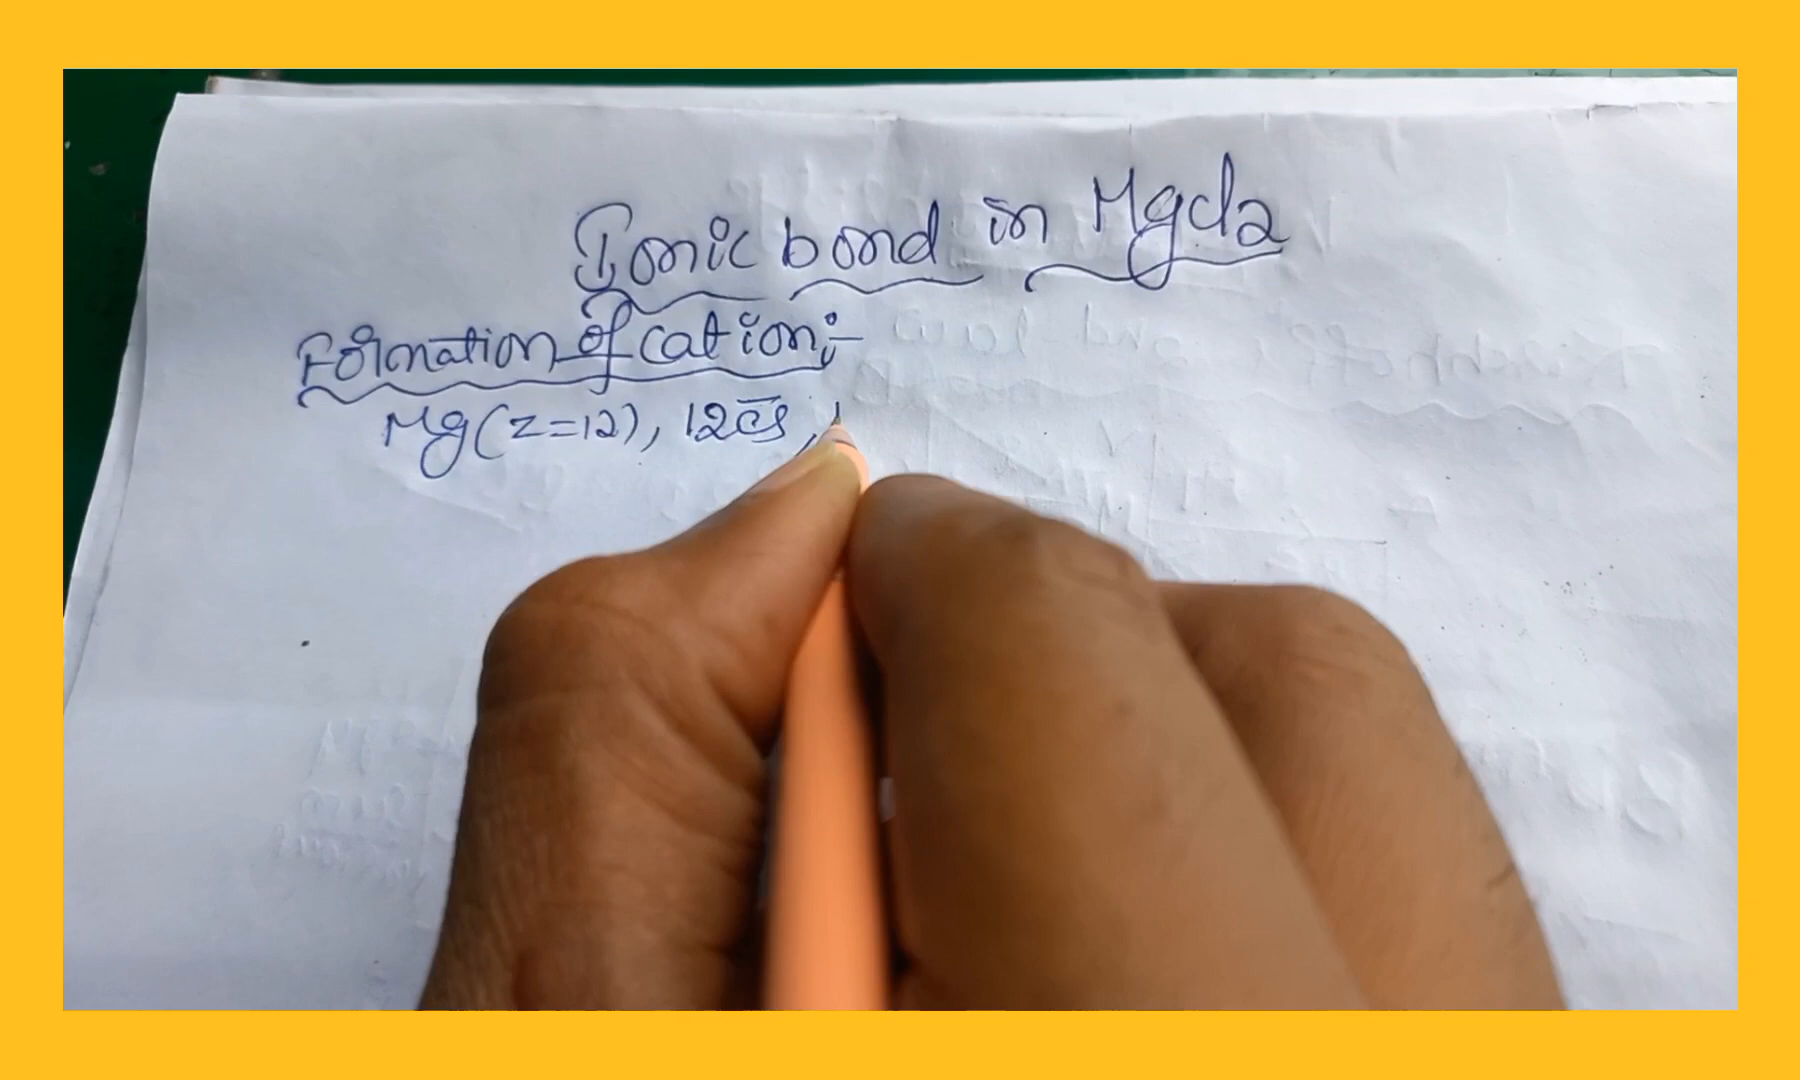 Ionic bond in Mgcl2
Formation of cation:-
Mg(Z=12), 12e̅s,